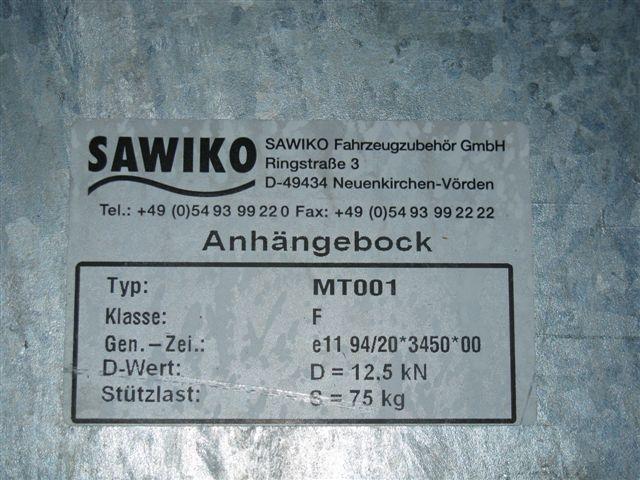 SAWIKO
SAWIKO Fahrzeugzubehör GmbH
Ringstraße 3
D-49434 Neuenkirchen-Vörden
Tel.: +49 (0)54 93 99 22 0 Fax: +49 (0)54 93 99 22 22
Anhängebock
Typ: MT001
Klasse: F
Gen.-Zei.: e11 94/20*3450*00
D-Wert: D = 12,5 kN
Stützlast: S = 75 kg